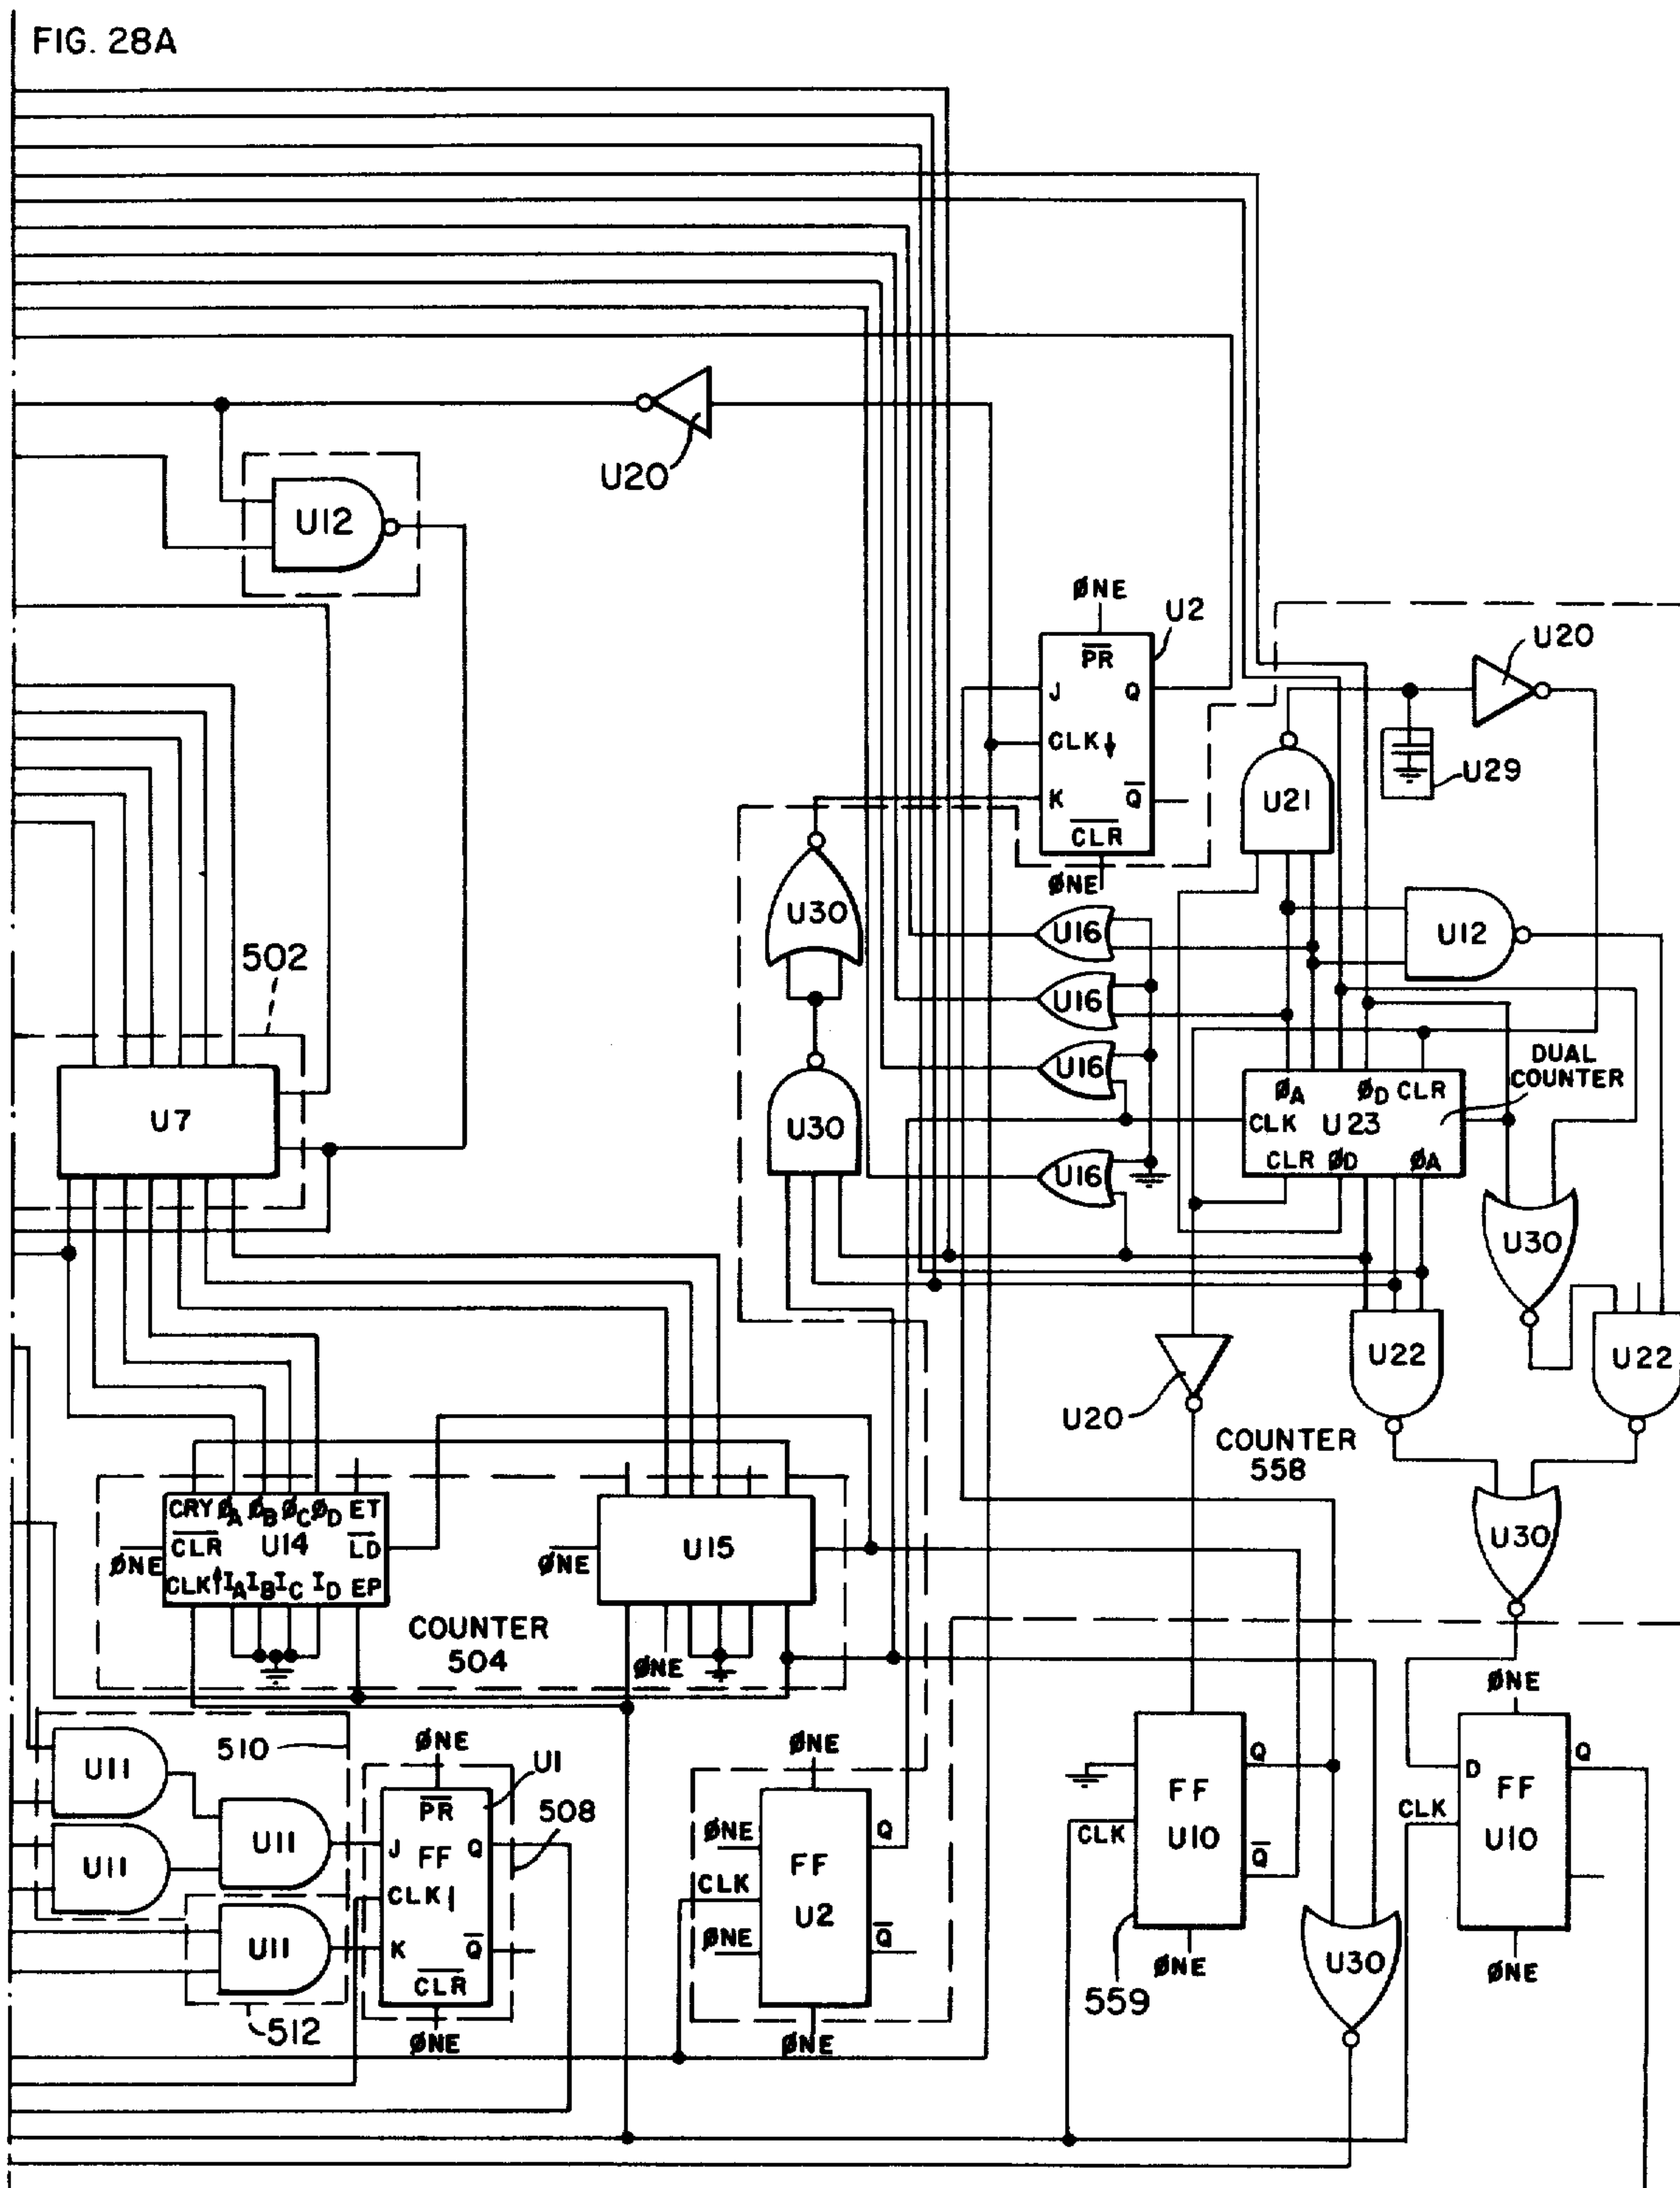 FIG. 28A
U20
U12
ØNE
U2
PR
J
Q
CLK↓
K
Q
CLR
ØNE
U20
U29
U21
U12
U30
U16
U16
U16
U16
502
U7
U30
DUAL
COUNTER
ØA
ØD
CLR
CLK
U23
CLR
ØD
ØA
U30
U22
U22
U20
COUNTER
558
U30
CRY ØA ØB ØC ØD ET
CLR U14 LD
ØNE
CLK↑ IA IB IC ID EP
COUNTER
504
U15
ØNE
ØNE
510
U11
U11
U11
U11
512
ØNE
U1
508
PR
J
FF
Q
CLK
K
Q
CLR
ØNE
ØNE
ØNE
Q
FF
CLK
U2
ØNE
Q
ØNE
Q
FF
CLK
U10
Q
559
ØNE
U30
ØNE
D
Q
FF
CLK
U10
ØNE